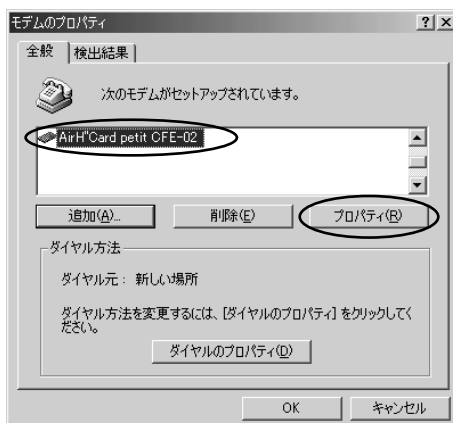 モデムのプロパティ
全般 検出結果
次のモデムがセットアップされています。
AirH"Card petit CFE-02
追加(A)... 削除(E) プロパティ(R)
ダイヤル方法
ダイヤル元： 新しい場所
ダイヤル方法を変更するには、[ダイヤルのプロパティ] をクリックしてく
ださい。
ダイヤルのプロパティ(D)
OK キャンセル